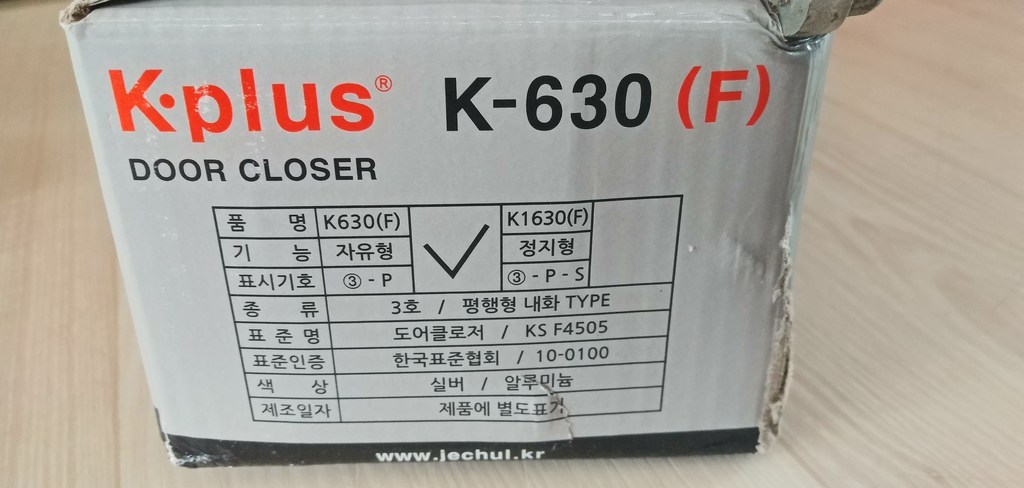 K·plus® K-630 (F)
DOOR CLOSER
품 명 K630(F) K1630(F)
기 능 자유형 정지형
표시기호 ③ - P ③ - P - S
종 류 3호 / 평행형 내화 TYPE
표 준 명 도어클로저 / KS F4505
표준인증 한국표준협회 / 10-0100
색 상 실버 / 알루미늄
제조일자 제품에 별도표기
www.jechul.kr